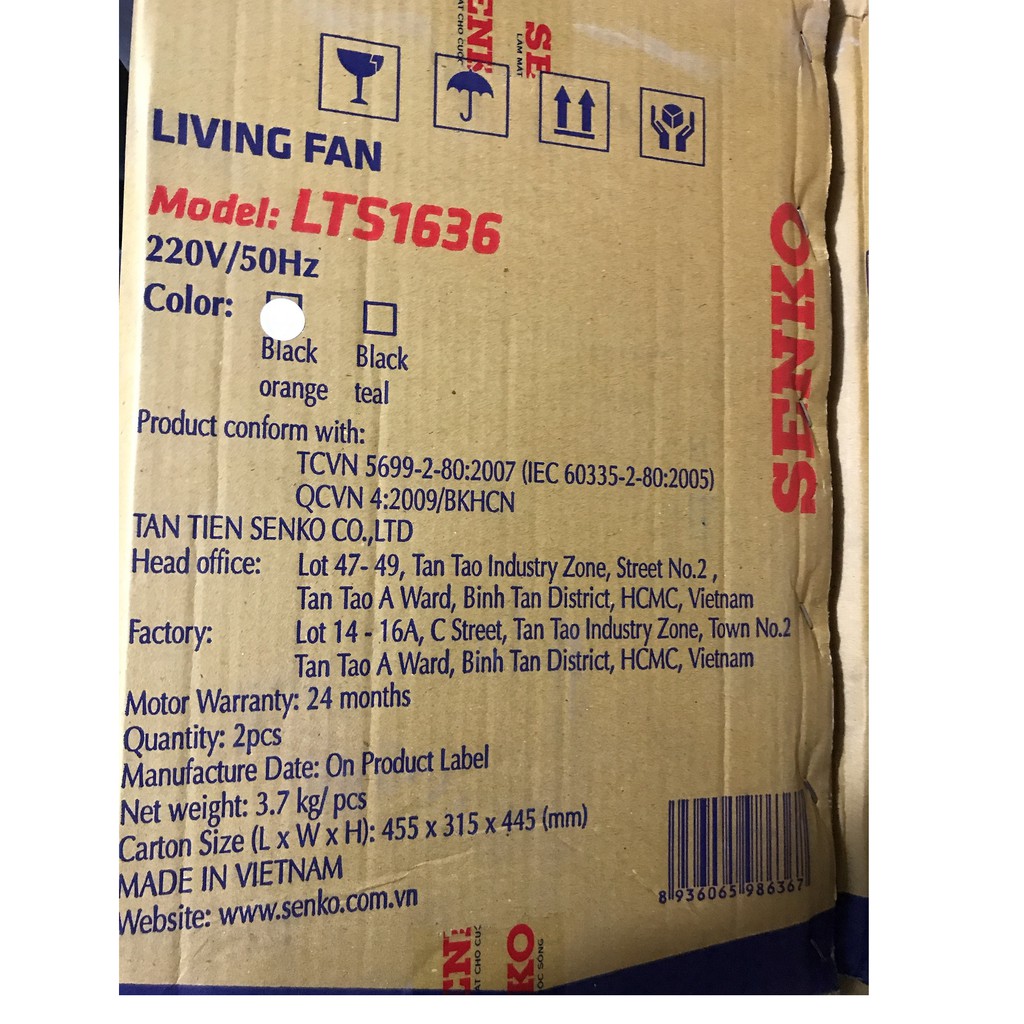 LIVING FAN
Model: LTS1636
220V/50Hz
Color:
Black orange
Black teal
Product conform with:
TCVN 5699-2-80:2007 (IEC 60335-2-80:2005)
QCVN 4:2009/BKHCN
TAN TIEN SENKO CO.,LTD
Head office: Lot 47- 49, Tan Tao Industry Zone, Street No.2 ,
Tan Tao A Ward, Binh Tan District, HCMC, Vietnam
Factory: Lot 14 - 16A, C Street, Tan Tao Industry Zone, Town No.2
Tan Tao A Ward, Binh Tan District, HCMC, Vietnam
Motor Warranty: 24 months
Quantity: 2pcs
Manufacture Date: On Product Label
Net weight: 3.7 kg/ pcs
Carton Size (L x W x H): 455 x 315 x 445 (mm)
MADE IN VIETNAM
Website: www.senko.com.vn
SENKO
8 936065 986367